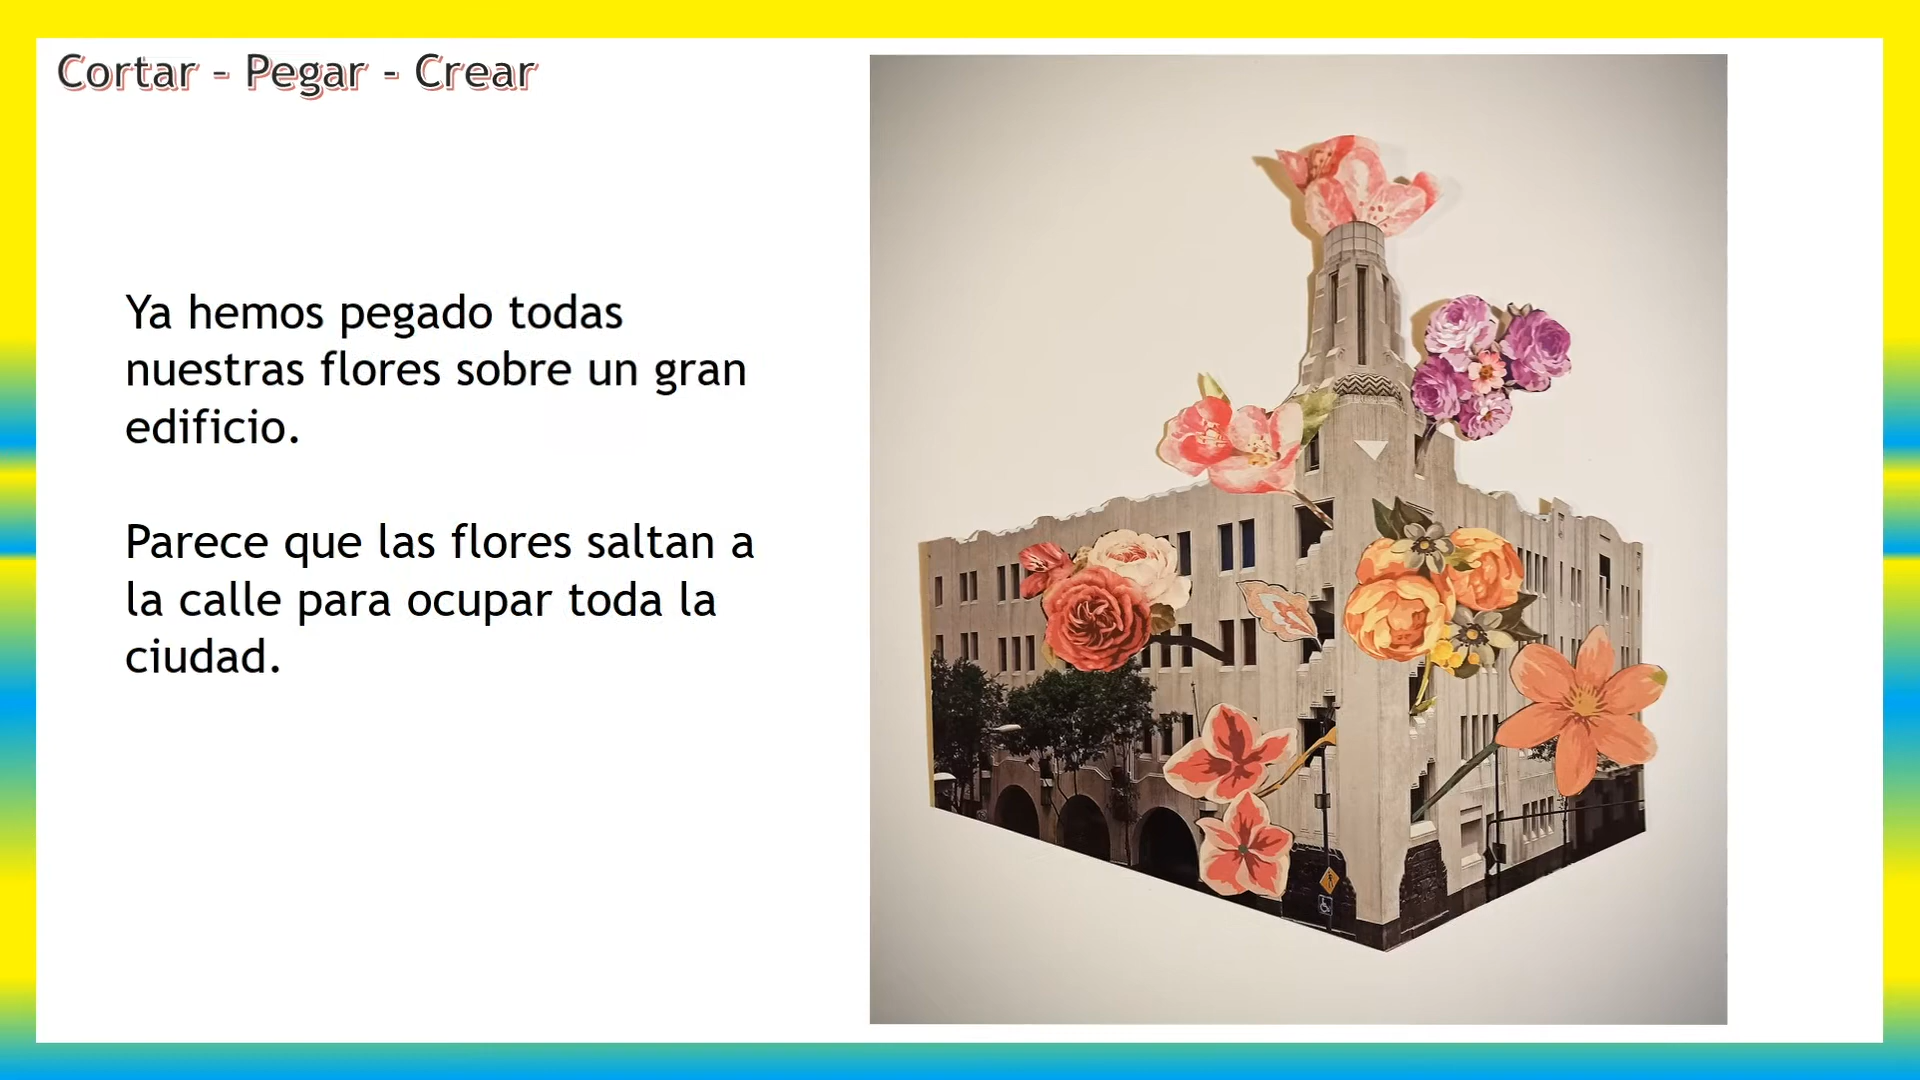 Cortar - Pegar - Crear
Ya hemos pegado todas
nuestras flores sobre un gran
edificio.
Parece que las flores saltan a
la calle para ocupar toda la
ciudad.